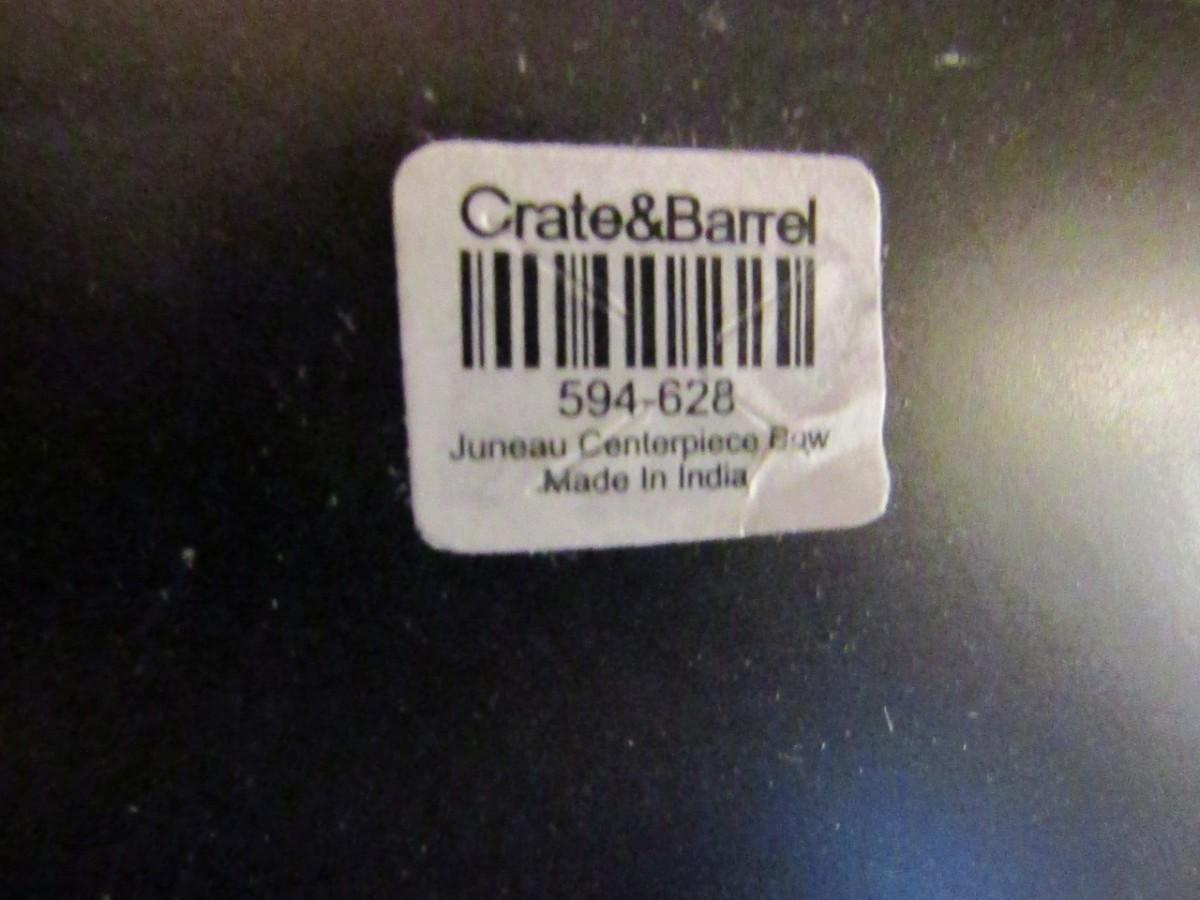 Crate&Barrel
594-628
Juneau Centerpiece Bow
Made In India